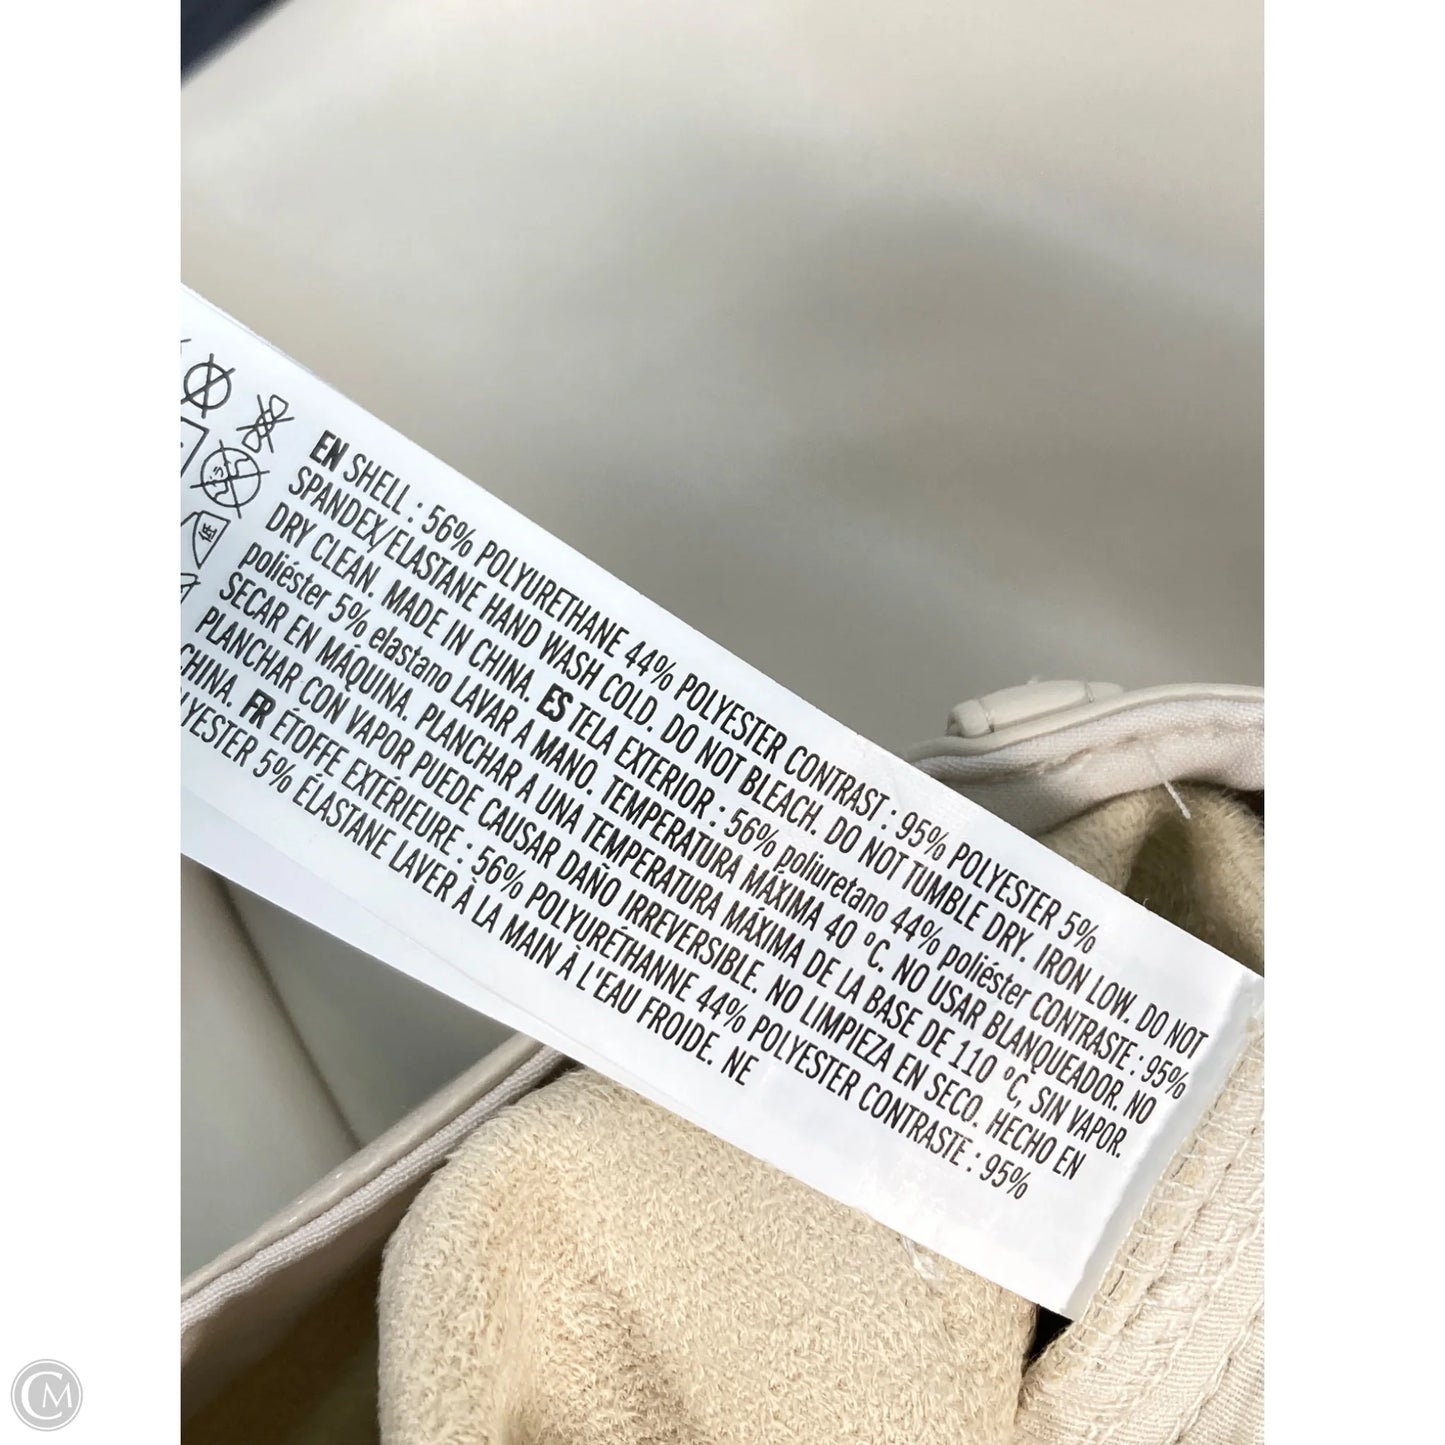 EN SHELL : 56% POLYURETHANE 44% POLYESTER CONTRAST : 95% POLYESTER 5%
SPANDEX/ELASTANE HAND WASH COLD. DO NOT BLEACH. DO NOT TUMBLE DRY. IRON LOW. DO NOT
DRY CLEAN. MADE IN CHINA. ES TELA EXTERIOR : 56% poliuretano 44% poliéster CONTRASTE : 95%
poliéster 5% elastano LAVAR A MANO. TEMPERATURA MÁXIMA 40 °C. NO USAR BLANQUEADOR. NO
SECAR EN MÁQUINA. PLANCHAR A UNA TEMPERATURA MÁXIMA DE LA BASE DE 110 °C, SIN VAPOR.
PLANCHAR CON VAPOR PUEDE CAUSAR DAÑO IRREVERSIBLE. NO LIMPIEZA EN SECO. HECHO EN
CHINA. FR ETOFFE EXTÉRIEURE : 56% POLYURÉTHANNE 44% POLYESTER CONTRASTE : 95%
LYESTER 5% ÉLASTANE LAVER À LA MAIN À L'EAU FROIDE. NE
低
CM